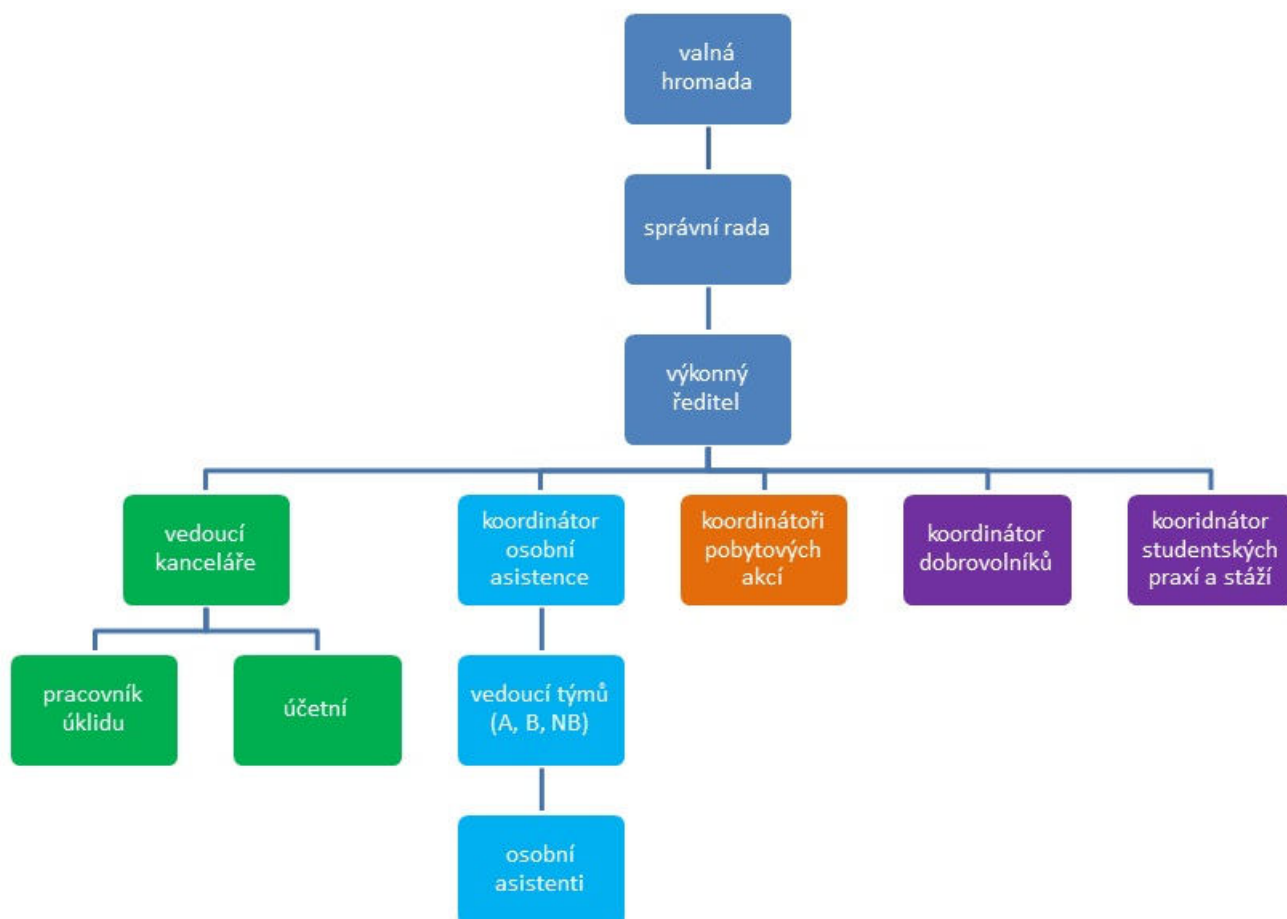 valná
hromada
správní rada
výkonný
ředitel
vedoucí
kanceláře
koordinátor
osobní
asistence
koordinátoři
pobytových
akcí
koordinátor
dobrovolníků
kooridnátor
studentských
praxí a stáží
pracovník
úklidu
účetní
vedoucí týmů
(A, B, NB)
osobní
asistenti